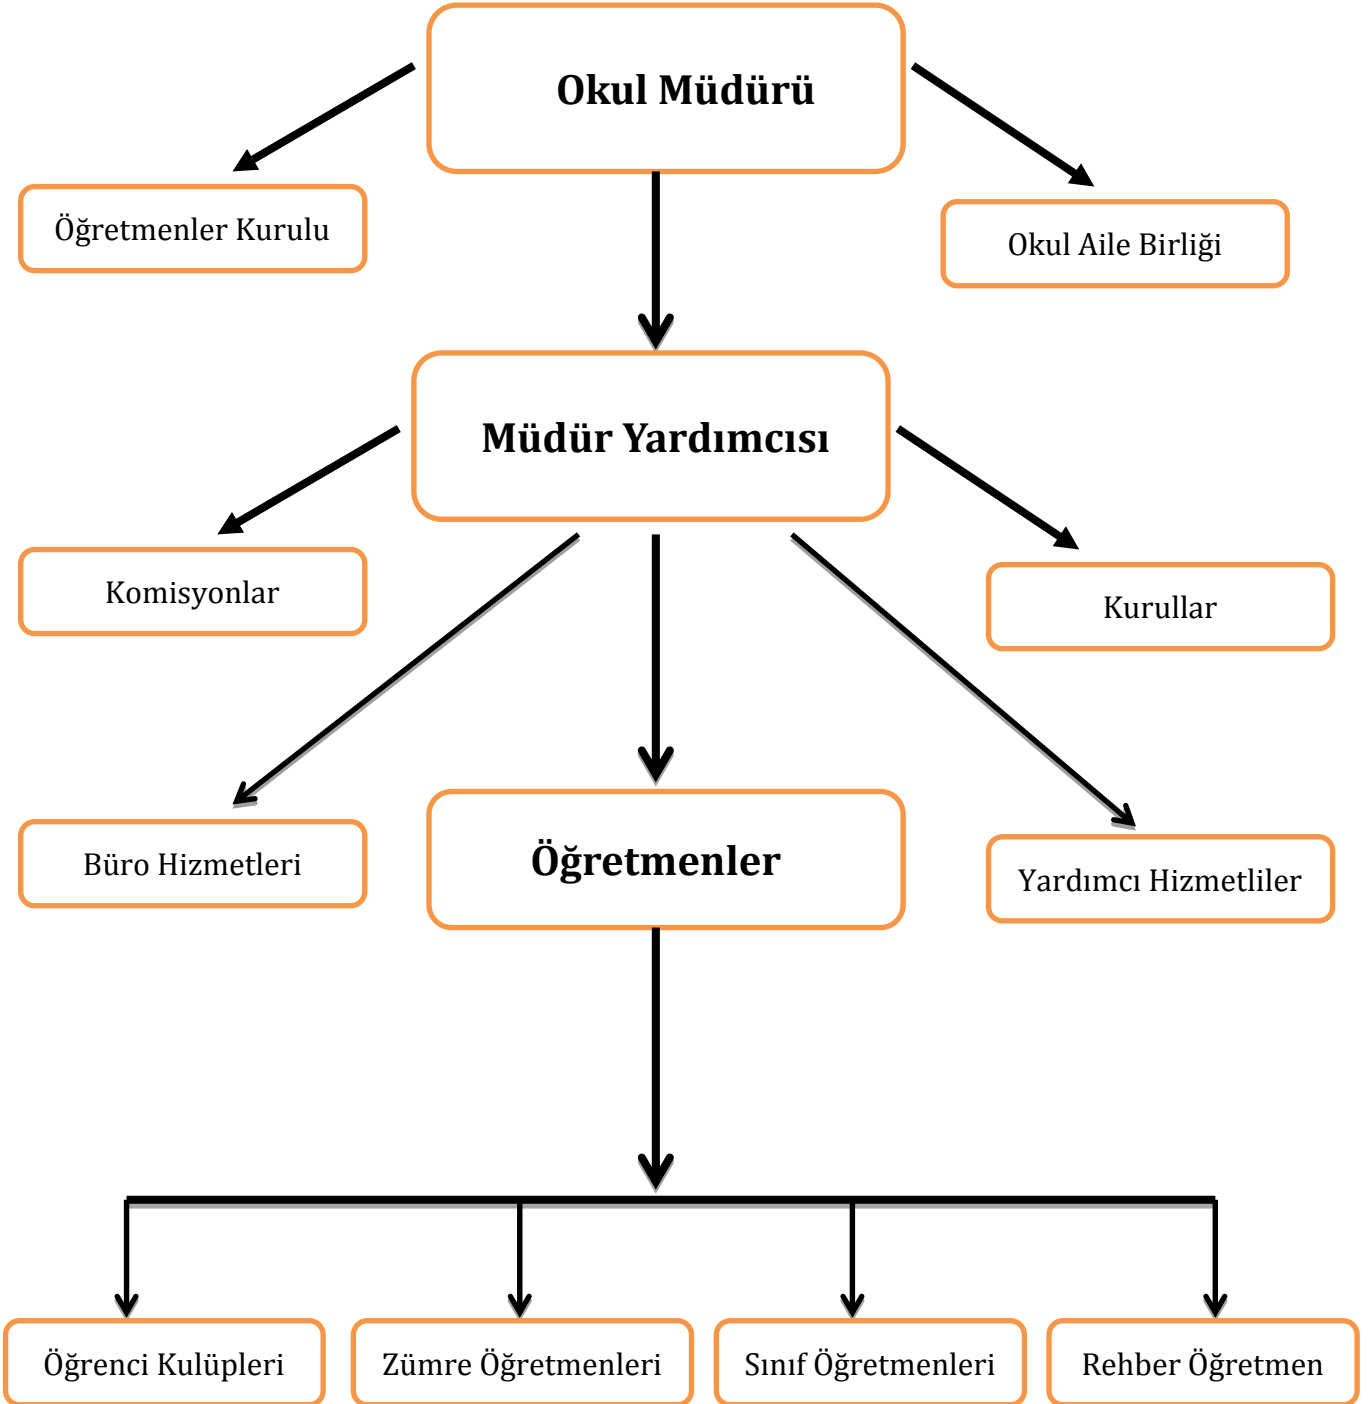 Okul Müdürü
Öğretmenler Kurulu
Okul Aile Birliği
Müdür Yardımcısı
Komisyonlar
Kurullar
Büro Hizmetleri
Öğretmenler
Yardımcı Hizmetliler
Öğrenci Kulüpleri
Zümre Öğretmenleri
Sınıf Öğretmenleri
Rehber Öğretmen